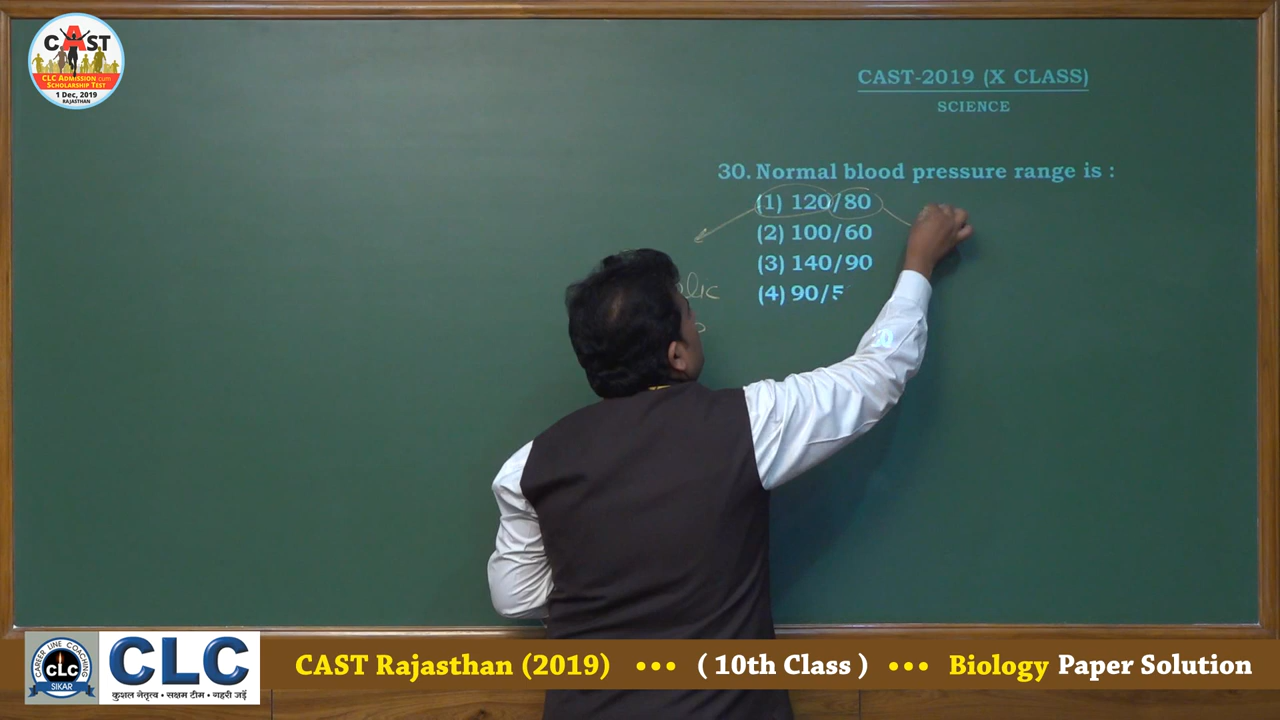 CAST
CLC ADMISSION cum
SCHOLARSHIP TEST
1 Dec, 2019
RAJASTHAN
CAST-2019 (X CLASS)
SCIENCE
30. Normal blood pressure range is :
(1) 120/80
(2) 100/60
(3) 140/90
(4) 90/5
CAREER LINE COACHING
CLC
SIKAR
CLC
कुशल नेतृत्व • सक्षम टीम • गहरी जड़ें
CAST Rajasthan (2019) ••• ( 10th Class ) ••• Biology Paper Solution